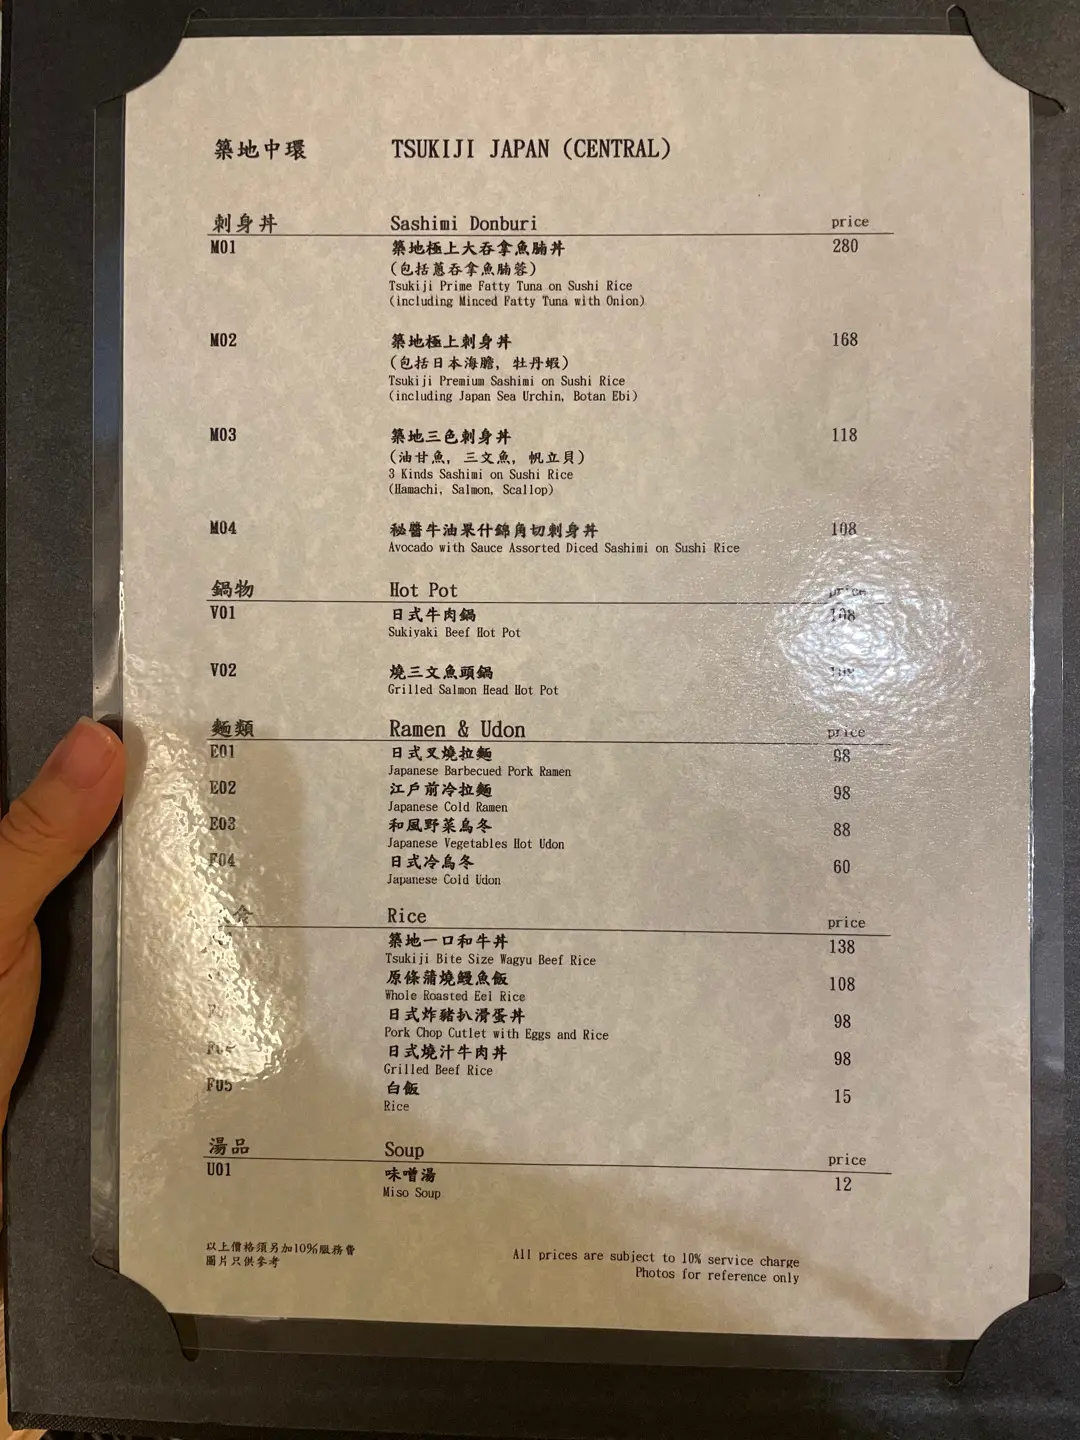 築地中環 TSUKIJI JAPAN (CENTRAL)
刺身丼 Sashimi Donburi price
M01 築地極上大吞拿魚腩丼 280
(包括蔥吞拿魚腩蓉)
Tsukiji Prime Fatty Tuna on Sushi Rice
(including Minced Fatty Tuna with Onion)
M02 築地極上刺身丼 168
(包括日本海膽, 牡丹蝦)
Tsukiji Premium Sashimi on Sushi Rice
(including Japan Sea Urchin, Botan Ebi)
M03 築地三色刺身丼 118
(油甘魚, 三文魚, 帆立貝)
3 Kinds Sashimi on Sushi Rice
(Hamachi, Salmon, Scallop)
M04 秘醬牛油果什錦角切刺身丼 108
Avocado with Sauce Assorted Diced Sashimi on Sushi Rice
鍋物 Hot Pot price
V01 日式牛肉鍋 108
Sukiyaki Beef Hot Pot
V02 燒三文魚頭鍋
Grilled Salmon Head Hot Pot
麵類 Ramen & Udon price
E01 日式叉燒拉麵 98
Japanese Barbecued Pork Ramen
E02 江戶前冷拉麵 98
Japanese Cold Ramen
E03 和風野菜烏冬 88
Japanese Vegetables Hot Udon
E04 日式冷烏冬 60
Japanese Cold Udon
食 Rice price
築地一口和牛丼 138
Tsukiji Bite Size Wagyu Beef Rice
原條蒲燒鰻魚飯 108
Whole Roasted Eel Rice
日式炸豬扒滑蛋丼 98
Pork Chop Cutlet with Eggs and Rice
F04 日式燒汁牛肉丼 98
Grilled Beef Rice
F05 白飯 15
Rice
湯品 Soup price
U01 味噌湯 12
Miso Soup
以上價格須另加10%服務費
圖片只供參考
All prices are subject to 10% service charge
Photos for reference only